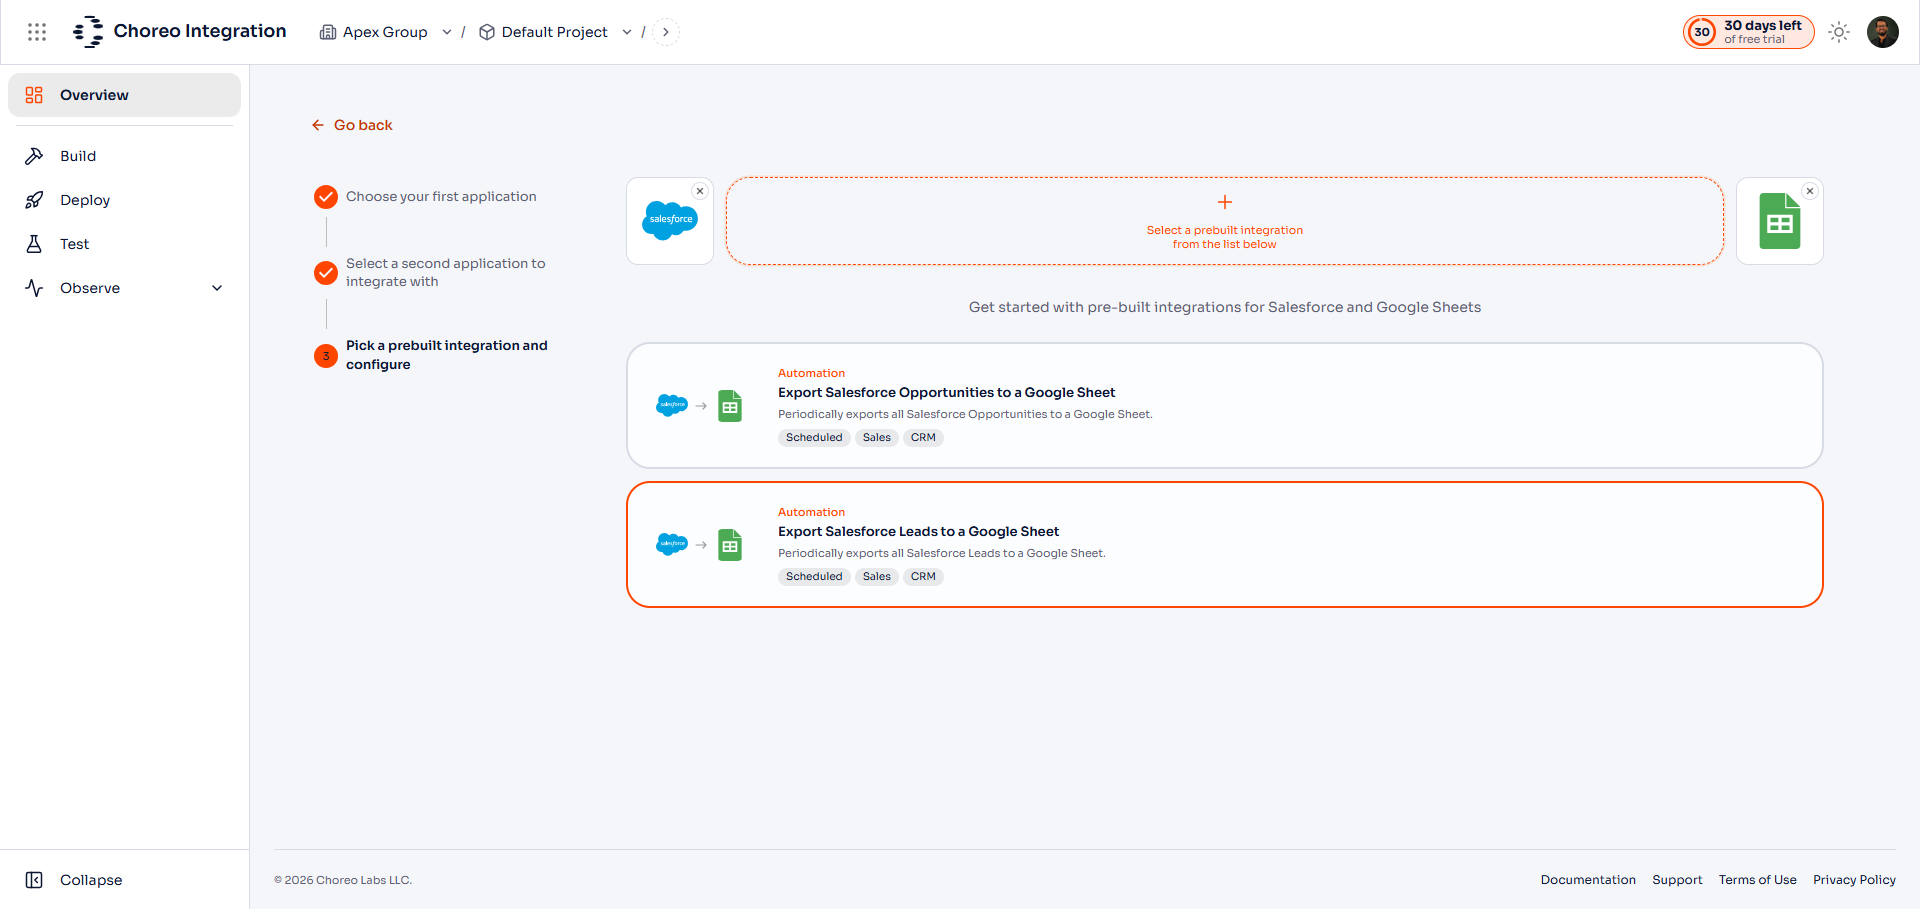 Choreo Integration
Apex Group
/
Default Project
/
30
30 days left
of free trial
Overview
Build
Deploy
Test
Observe
Collapse
Go back
Choose your first application
Select a second application to
integrate with
3
Pick a prebuilt integration and
configure
salesforce
Select a prebuilt integration
from the list below
Get started with pre-built integrations for Salesforce and Google Sheets
salesforce
Automation
Export Salesforce Opportunities to a Google Sheet
Periodically exports all Salesforce Opportunities to a Google Sheet.
Scheduled Sales CRM
salesforce
Automation
Export Salesforce Leads to a Google Sheet
Periodically exports all Salesforce Leads to a Google Sheet.
Scheduled Sales CRM
© 2026 Choreo Labs LLC.
Documentation Support Terms of Use Privacy Policy